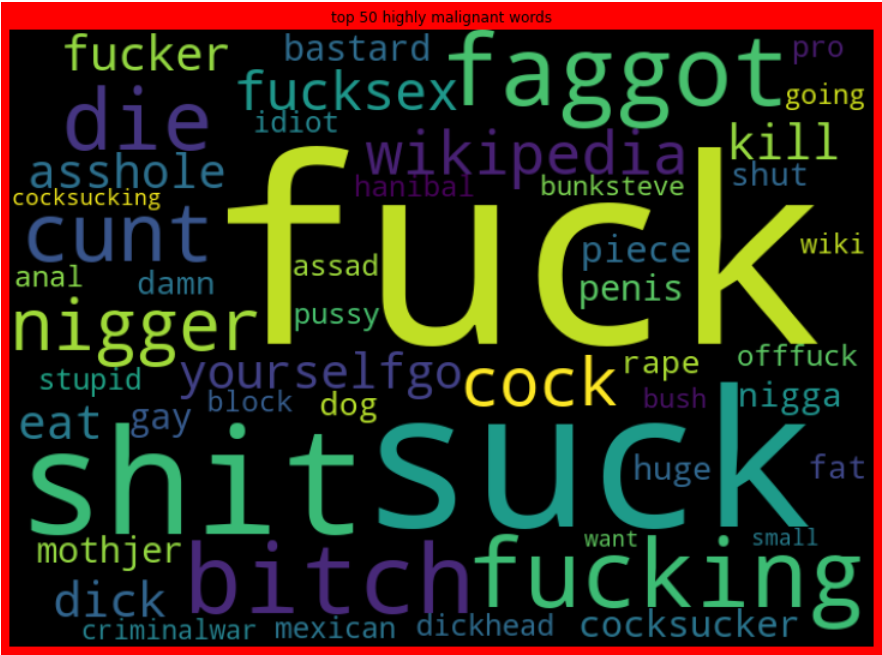 top 50 highly malignant words
fucker
bastard
faggot
pro
fucksex
going
die
idiot
wikipedia
kill
asshole
shut
hanibal
bunksteve
cocksucking
fuck
cunt
piece
wiki
assad
anal
damn
penis
nigger
pussy
offfuck
stupid
yourselfgo
cock
rape
block
dog
bush
nigga
eat
gay
shit
suck
huge
fat
mothjer
bitch
fucking
want
small
dick
criminalwar
mexican
dickhead
cocksucker